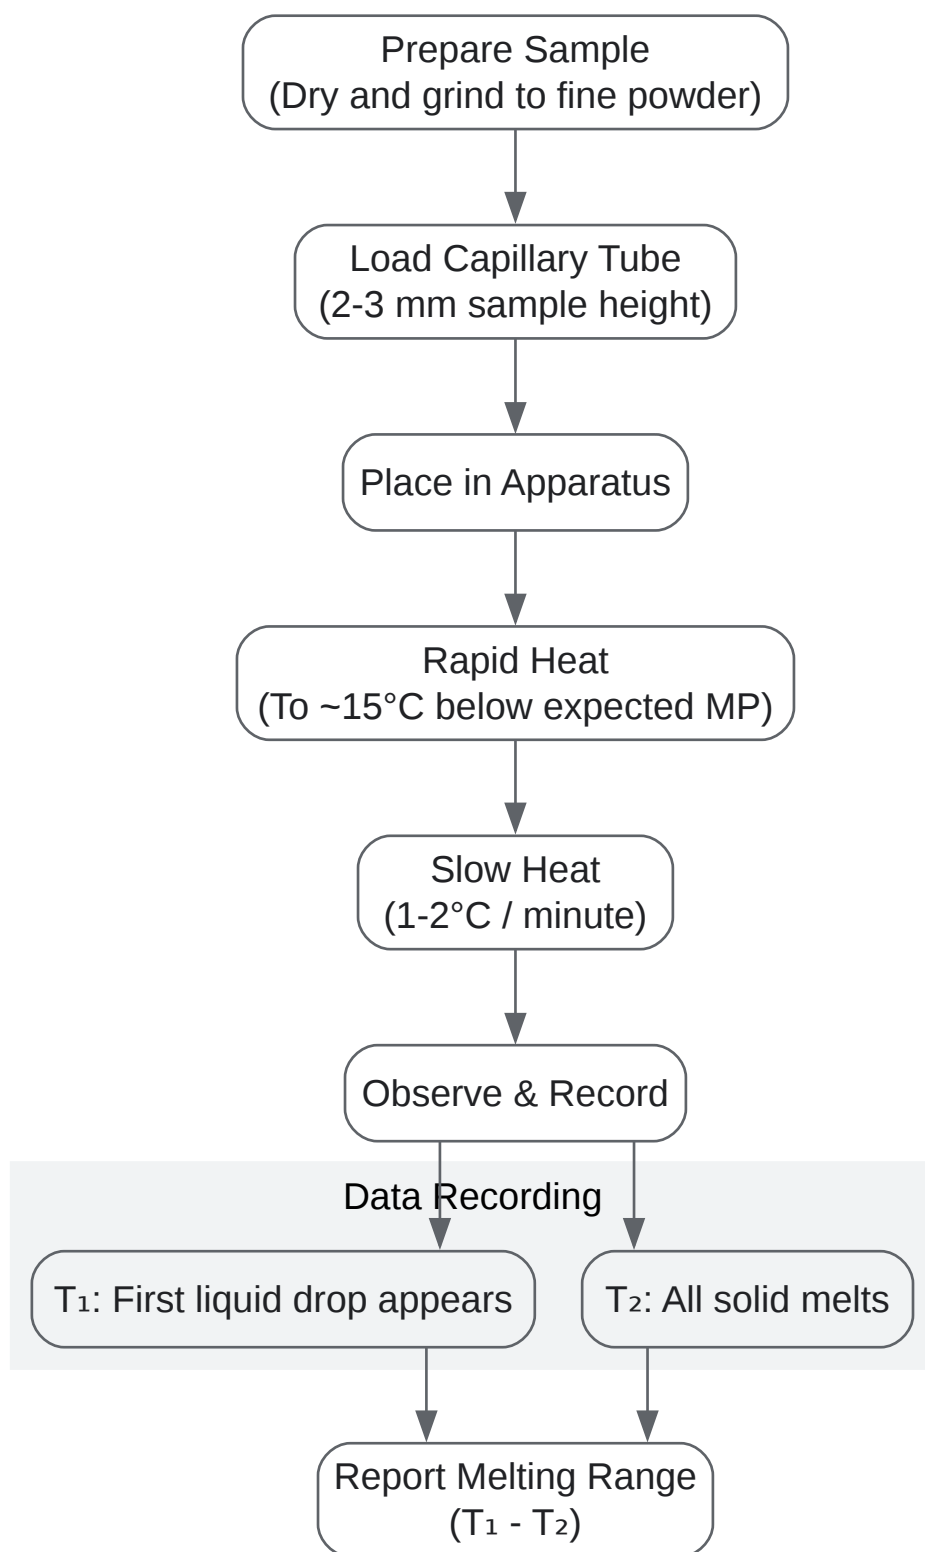 Prepare Sample
(Dry and grind to fine powder)
Load Capillary Tube
(2-3 mm sample height)
Place in Apparatus
Rapid Heat
(To ~15°C below expected MP)
Slow Heat
(1-2°C / minute)
Observe & Record
Data Recording
T₁: First liquid drop appears
T₂: All solid melts
Report Melting Range
(T₁ - T₂)